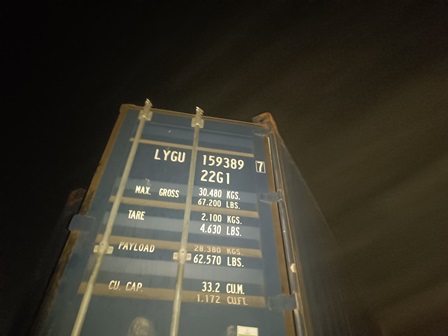 LYGU 159389 7
22G1
MAX. GROSS 30.480 KGS.
67.200 LBS.
TARE 2.100 KGS.
4.630 LBS.
PAYLOAD 28.380 KGS.
62.570 LBS.
CU. CAP. 33.2 CU.M.
1.172 CU.FT.